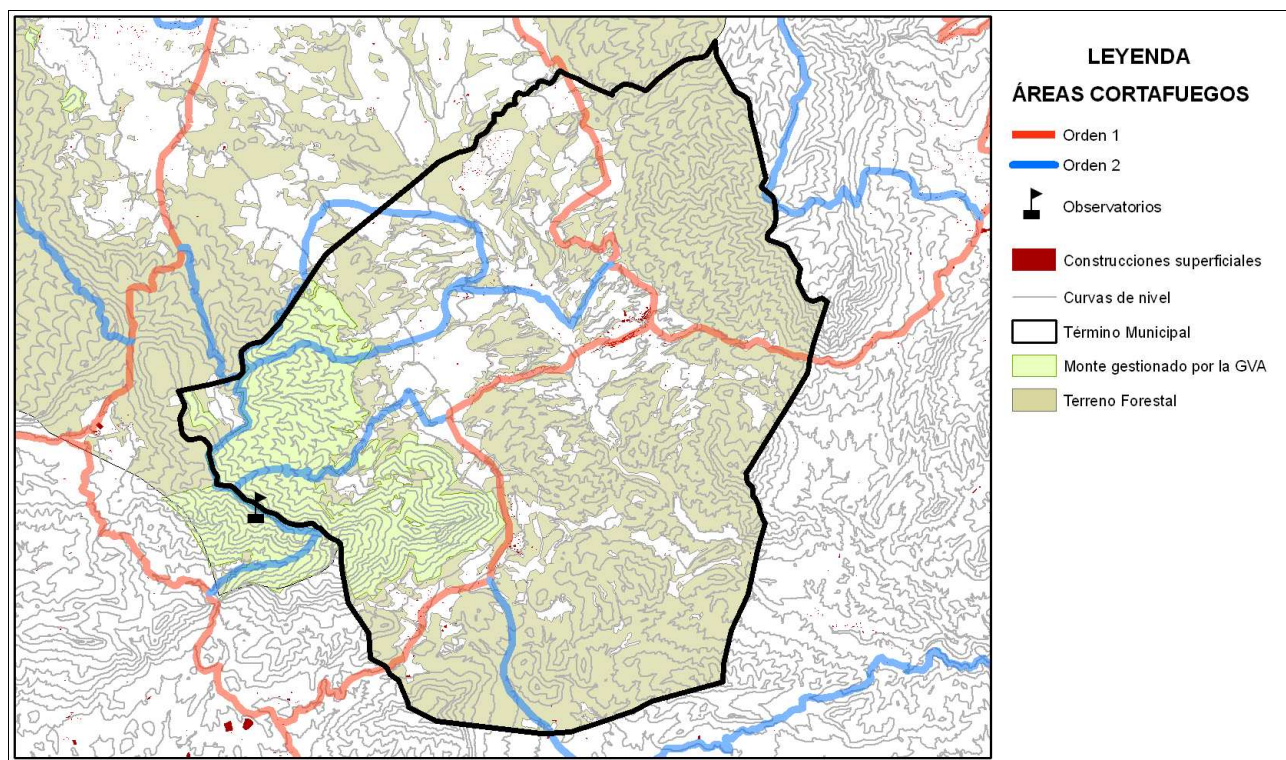 LEYENDA
ÁREAS CORTAFUEGOS
Orden 1
Orden 2
Observatorios
Construcciones superficiales
Curvas de nivel
Término Municipal
Monte gestionado por la GVA
Terreno Forestal